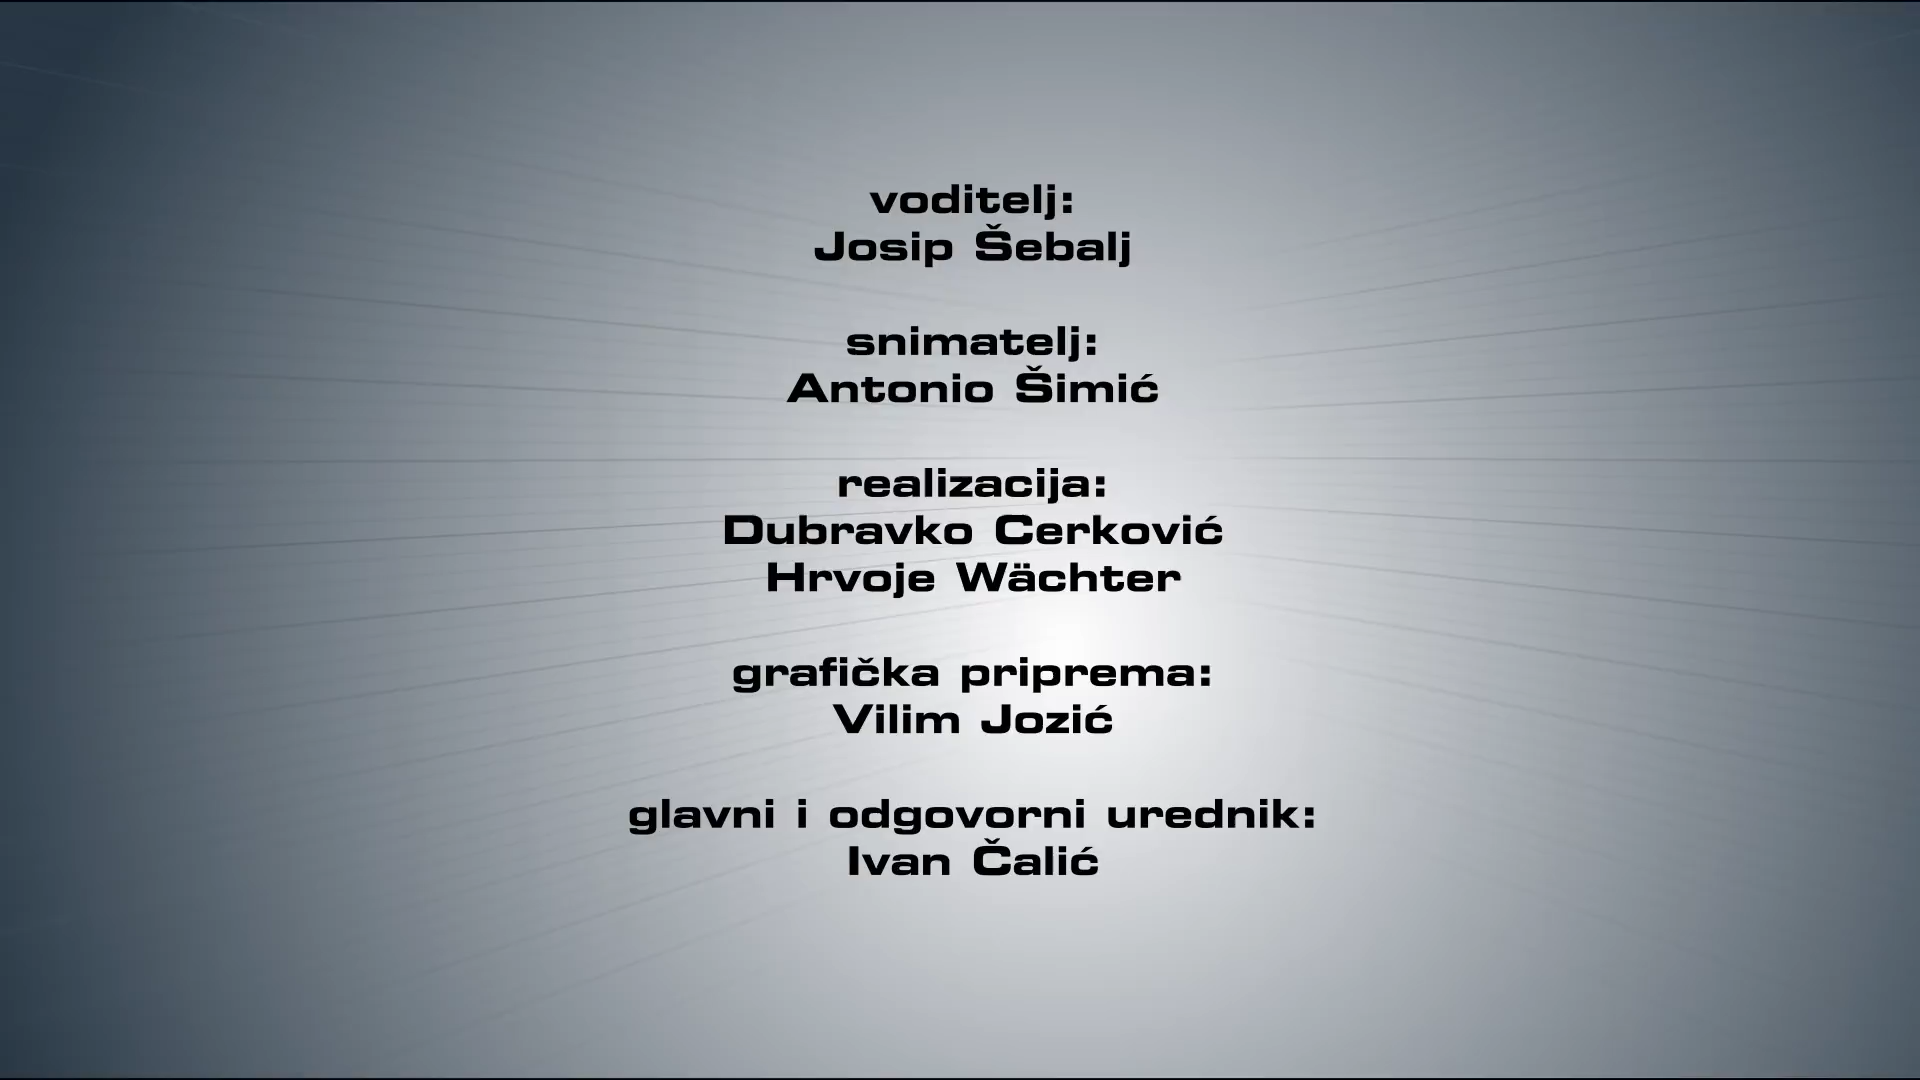 voditelj:
Josip Šebalj
snimatelj:
Antonio Šimić
realizacija:
Dubravko Cerković
Hrvoje Wächter
grafička priprema:
Vilim Jozić
glavni i odgovorni urednik:
Ivan Čalić